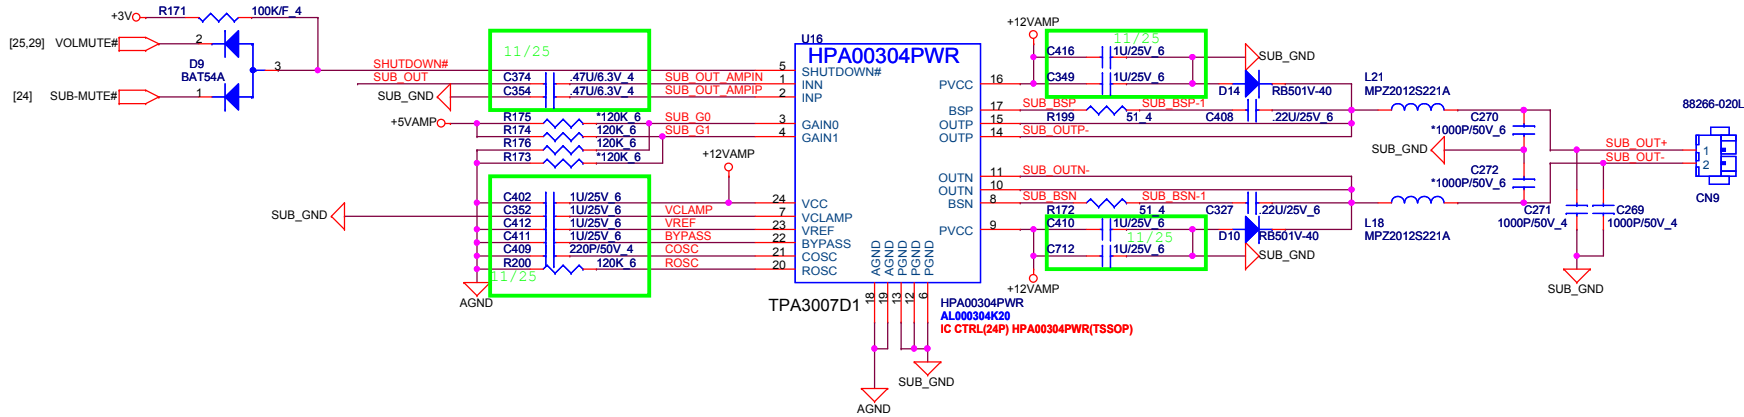 +3V
R171
100K/F_4
[25,29]
VOLMUTE#
2
D9
BAT54A
3
[24]
SUB-MUTE#
1
11/25
SHUTDOWN#
SUB_OUT
C374
.47U/6.3V_4
SUB_OUT_AMPIN
SUB_GND
C354
.47U/6.3V_4
SUB_OUT_AMPIP
R175
*120K_6
SUB_G0
+5VAMP
R174
120K_6
SUB_G1
R176
120K_6
R173
*120K_6
+12VAMP
C402
1U/25V_6
SUB_GND
C352
1U/25V_6
VCLAMP
C412
1U/25V_6
VREF
C411
1U/25V_6
BYPASS
C409
220P/50V_4
COSC
R200
120K_6
ROSC
11/25
AGND
U16
HPA00304PWR
5
SHUTDOWN#
1
INN
2
INP
3
GAIN0
4
GAIN1
24
VCC
7
VCLAMP
23
VREF
22
BYPASS
21
COSC
20
ROSC
PVCC
16
BSP
17
OUTP
15
OUTP
14
OUTN
11
OUTN
10
BSN
8
PVCC
9
AGND
AGND
PGND
PGND
PGND
18
19
13
12
6
TPA3007D1
HPA00304PWR
AL000304K20
IC CTRL(24P) HPA00304PWR(TSSOP)
SUB_GND
AGND
+12VAMP
11/25
C416
1U/25V_6
SUB_GND
C349
1U/25V_6
D14
RB501V-40
SUB_BSP
SUB_BSP-1
R199
51_4
C408
.22U/25V_6
SUB_OUTP-
L21
MPZ2012S221A
SUB_OUTN-
SUB_BSN
SUB_BSN-1
R172
51_4
C327
.22U/25V_6
C410
1U/25V_6
11/25
D10
RB501V-40
C712
1U/25V_6
SUB_GND
+12VAMP
L18
MPZ2012S221A
C270
*1000P/50V_6
SUB_GND
C272
*1000P/50V_6
C271
1000P/50V_4
C269
1000P/50V_4
SUB_GND
88266-020L
SUB_OUT+
1
SUB_OUT-
2
CN9